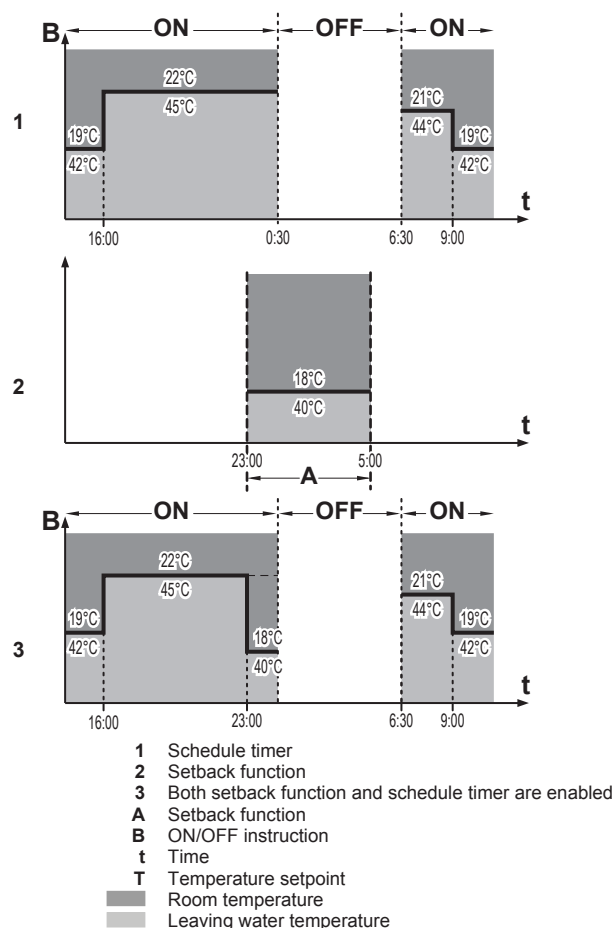 B ON OFF ON
22°C
45°C
21°C
44°C
1
19°C
42°C
19°C
42°C
t
16:00 0:30 6:30 9:00
2
18°C
40°C
t
23:00 5:00
A
B ON OFF ON
22°C
45°C
21°C
44°C
19°C
42°C
18°C
40°C
19°C
42°C
3
t
16:00 23:00 6:30 9:00
1 Schedule timer
2 Setback function
3 Both setback function and schedule timer are enabled
A Setback function
B ON/OFF instruction
t Time
T Temperature setpoint
Room temperature
Leaving water temperature